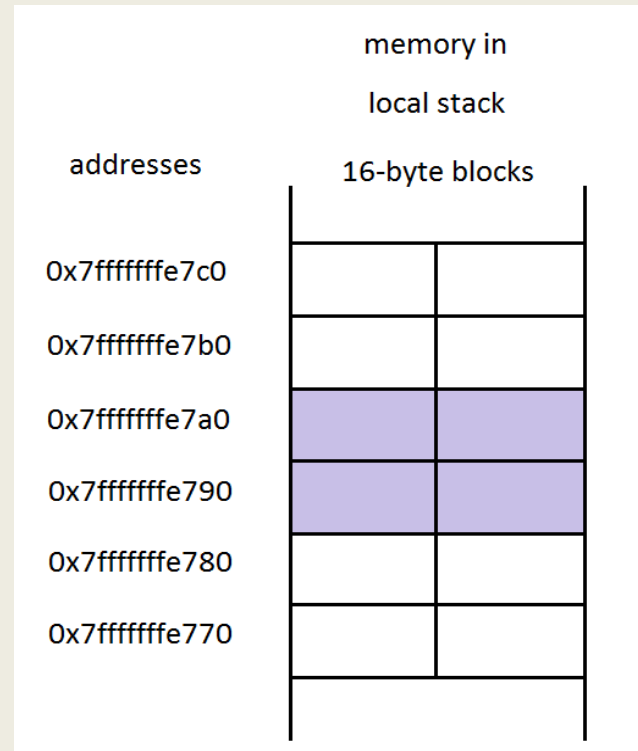 memory in
local stack
addresses
16-byte blocks
0x7fffffffe7c0
0x7fffffffe7b0
0x7fffffffe7a0
0x7fffffffe790
0x7fffffffe780
0x7fffffffe770